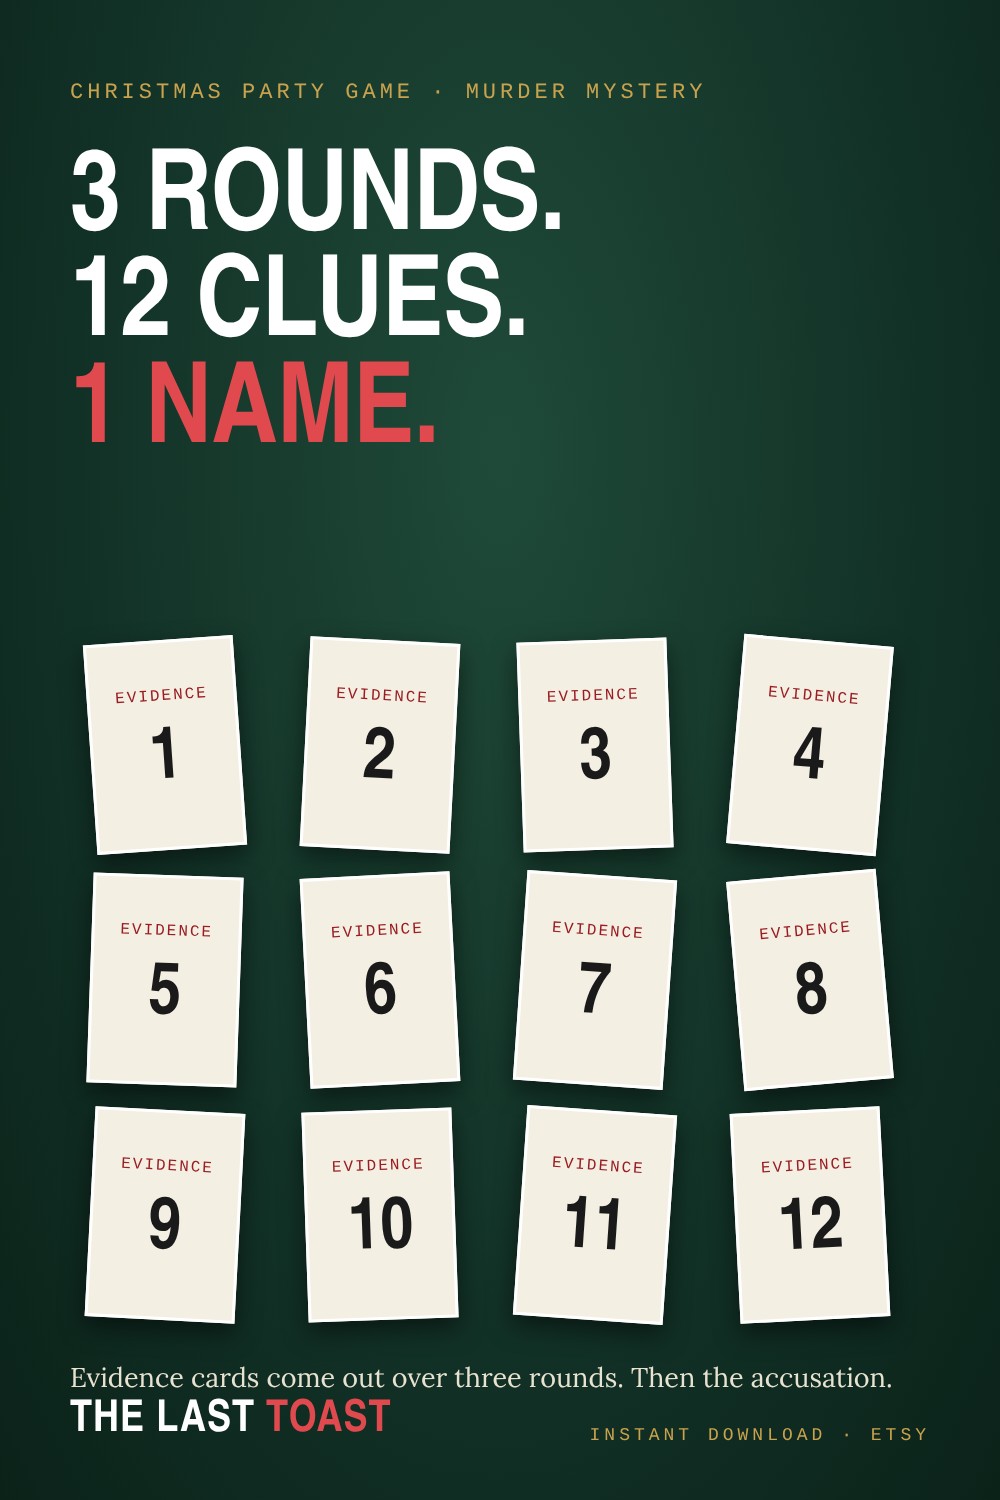 CHRISTMAS PARTY GAME · MURDER MYSTERY
3 ROUNDS.
12 CLUES.
1 NAME.
EVIDENCE
1
EVIDENCE
2
EVIDENCE
3
EVIDENCE
4
EVIDENCE
5
EVIDENCE
6
EVIDENCE
7
EVIDENCE
8
EVIDENCE
9
EVIDENCE
10
EVIDENCE
11
EVIDENCE
12
Evidence cards come out over three rounds. Then the accusation.
THE LAST TOAST
INSTANT DOWNLOAD · ETSY